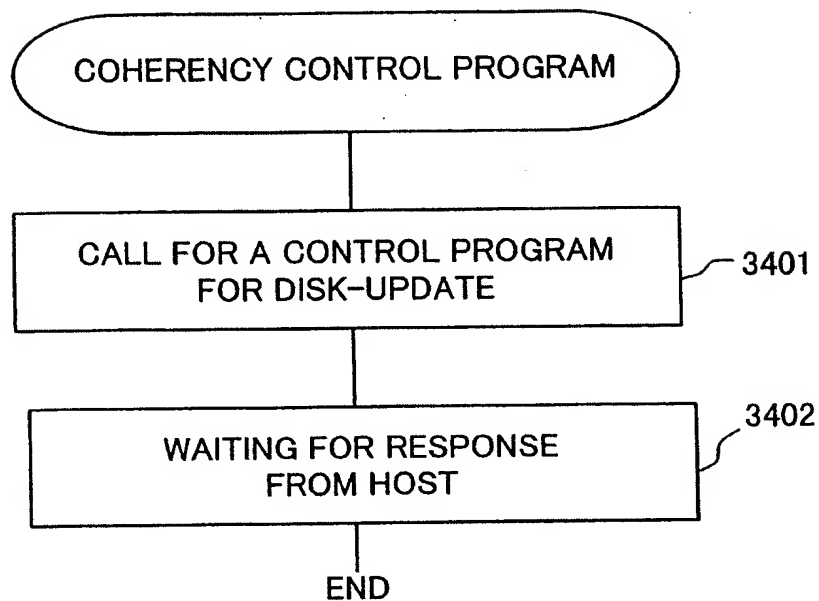 COHERENCY CONTROL PROGRAM
CALL FOR A CONTROL PROGRAM
FOR DISK-UPDATE
3401
WAITING FOR RESPONSE
FROM HOST
3402
END